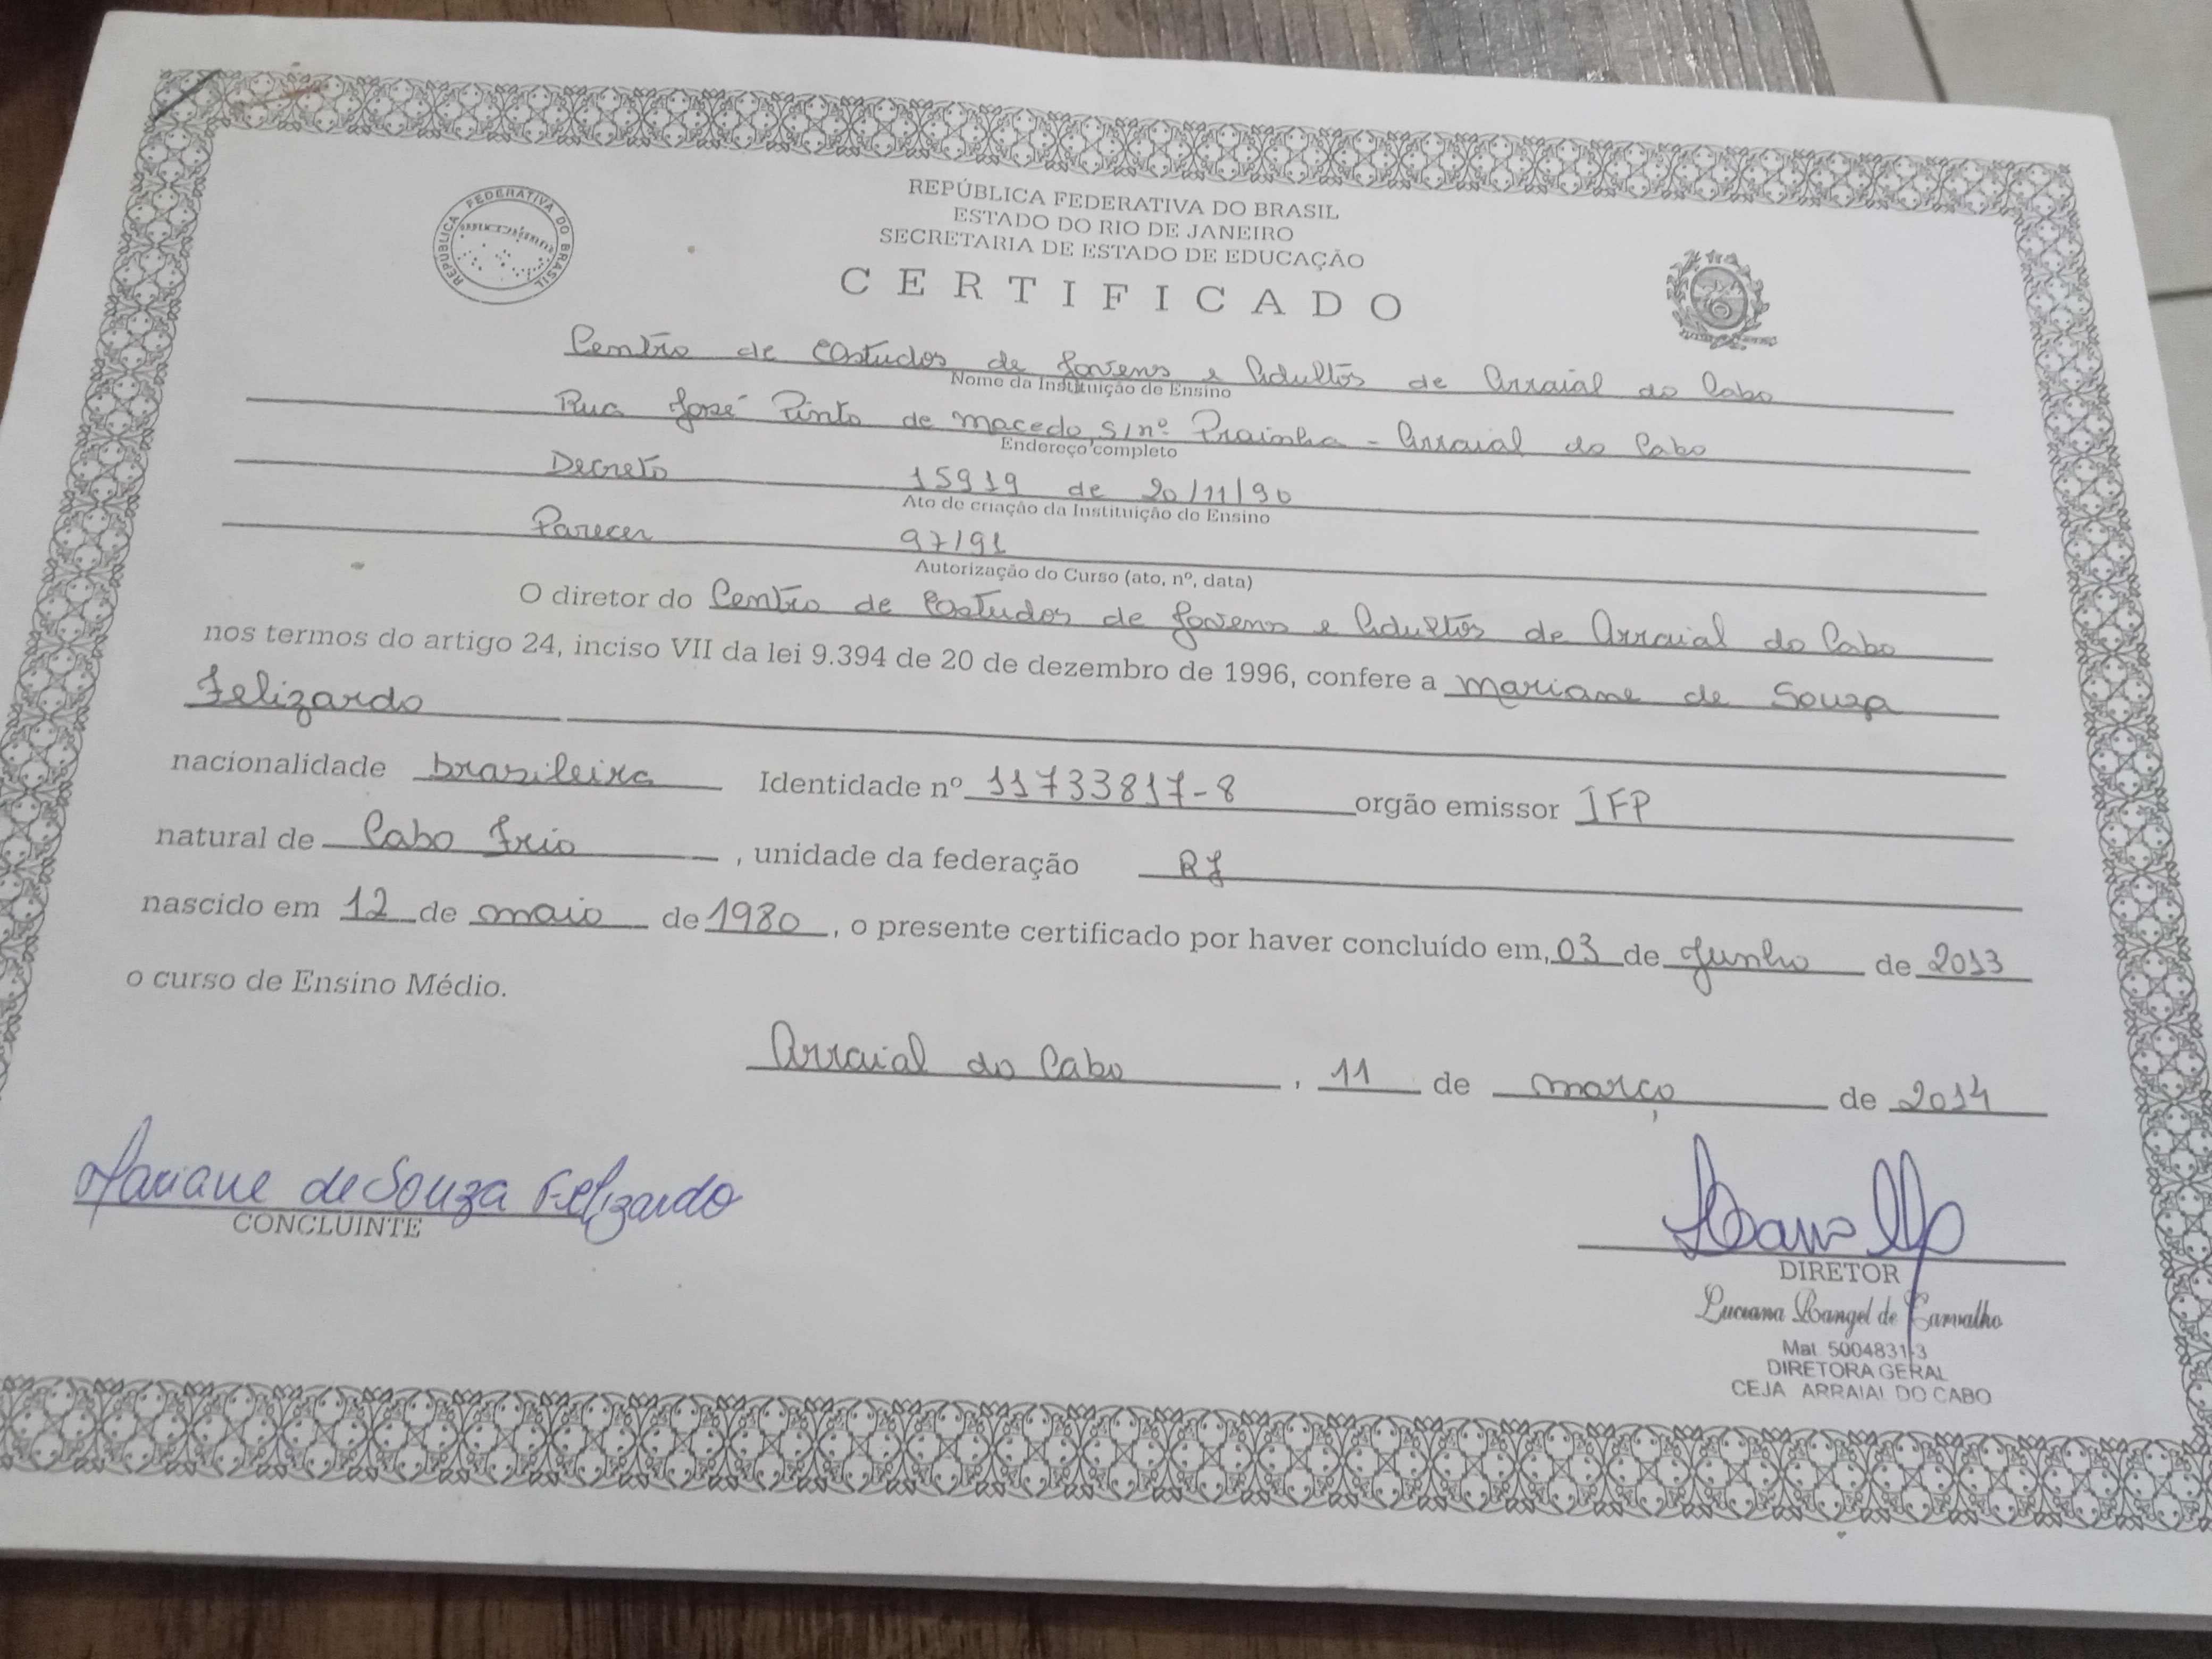 REPÚBLICA FEDERATIVA DO BRASIL
REPÚBLICA FEDERATIVA DO BRASIL
ESTADO DO RIO DE JANEIRO
SECRETARIA DE ESTADO DE EDUCAÇÃO
CERTIFICADO
Centro de Estudos de Jovens e Adultos de Arraial do Cabo
Nome da Instituição de Ensino
Rua José Pinto de Macedo, s/nº Prainha - Arraial do Cabo
Endereço completo
Decreto 15919 de 20/11/90
Ato de criação da Instituição de Ensino
Parecer 97/91
Autorização do Curso (ato, nº, data)
O diretor do Centro de Estudos de Jovens e Adultos de Arraial do Cabo
nos termos do artigo 24, inciso VII da lei 9.394 de 20 de dezembro de 1996, confere a Mariane de Souza
Felizardo
nacionalidade brasileira Identidade nº 11733817-8 orgão emissor IFP
natural de Cabo Frio, unidade da federação RJ
nascido em 12 de maio de 1980, o presente certificado por haver concluído em, 03 de Junho de 2013
o curso de Ensino Médio.
Arraial do Cabo, 11 de março de 2014
Mariane de Souza Felizardo
CONCLUINTE
DIRETOR
Luciana Rangel de Carvalho
Mat. 5004831-3
DIRETORA GERAL
CEJA ARRAIAL DO CABO